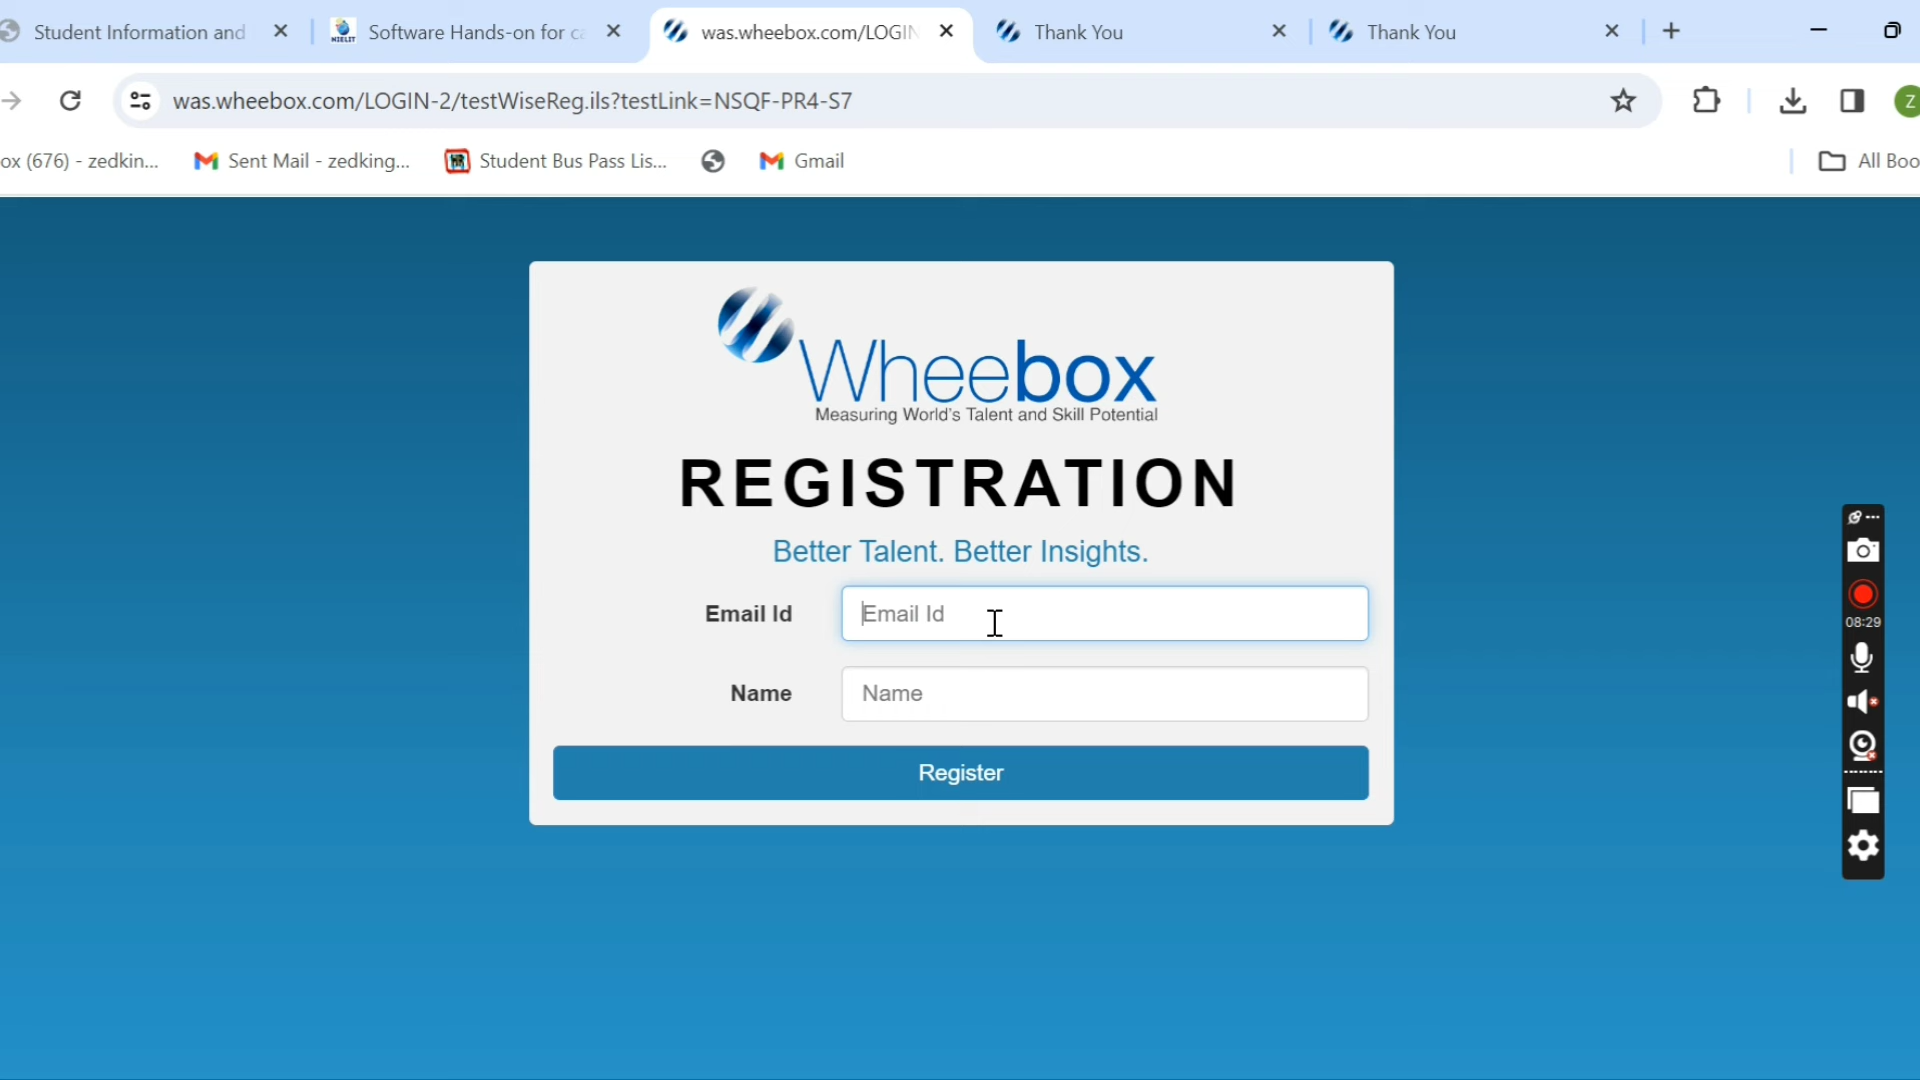 Student Information and
Software Hands-on for ca
was.wheebox.com/LOGIN
Thank You
Thank You
was.wheebox.com/LOGIN-2/testWiseReg.ils?testLink=NSQF-PR4-S7
Z
ox (676) - zedkin...
Sent Mail - zedking...
Student Bus Pass Lis...
Gmail
All Boo
Wheebox
Measuring World's Talent and Skill Potential
REGISTRATION
Better Talent. Better Insights.
Email Id
Email Id
Name
Name
Register
08:29
NIELIT